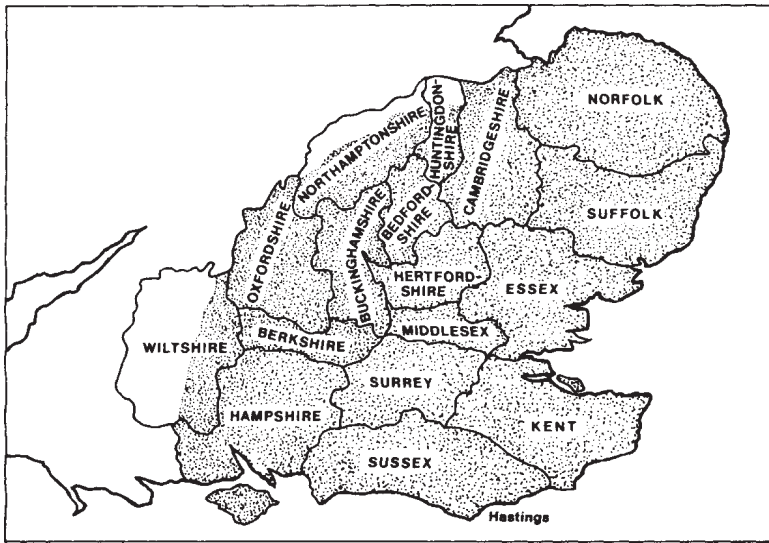 NORFOLK
HUNTINGDON-
SHIRE
CAMBRIDGESHIRE
NORTHAMPTONSHIRE
SUFFOLK
BEDFORD-
SHIRE
BUCKINGHAMSHIRE
OXFORDSHIRE
HERTFORD-
SHIRE
ESSEX
MIDDLESEX
BERKSHIRE
WILTSHIRE
SURREY
HAMPSHIRE
KENT
SUSSEX
Hastings